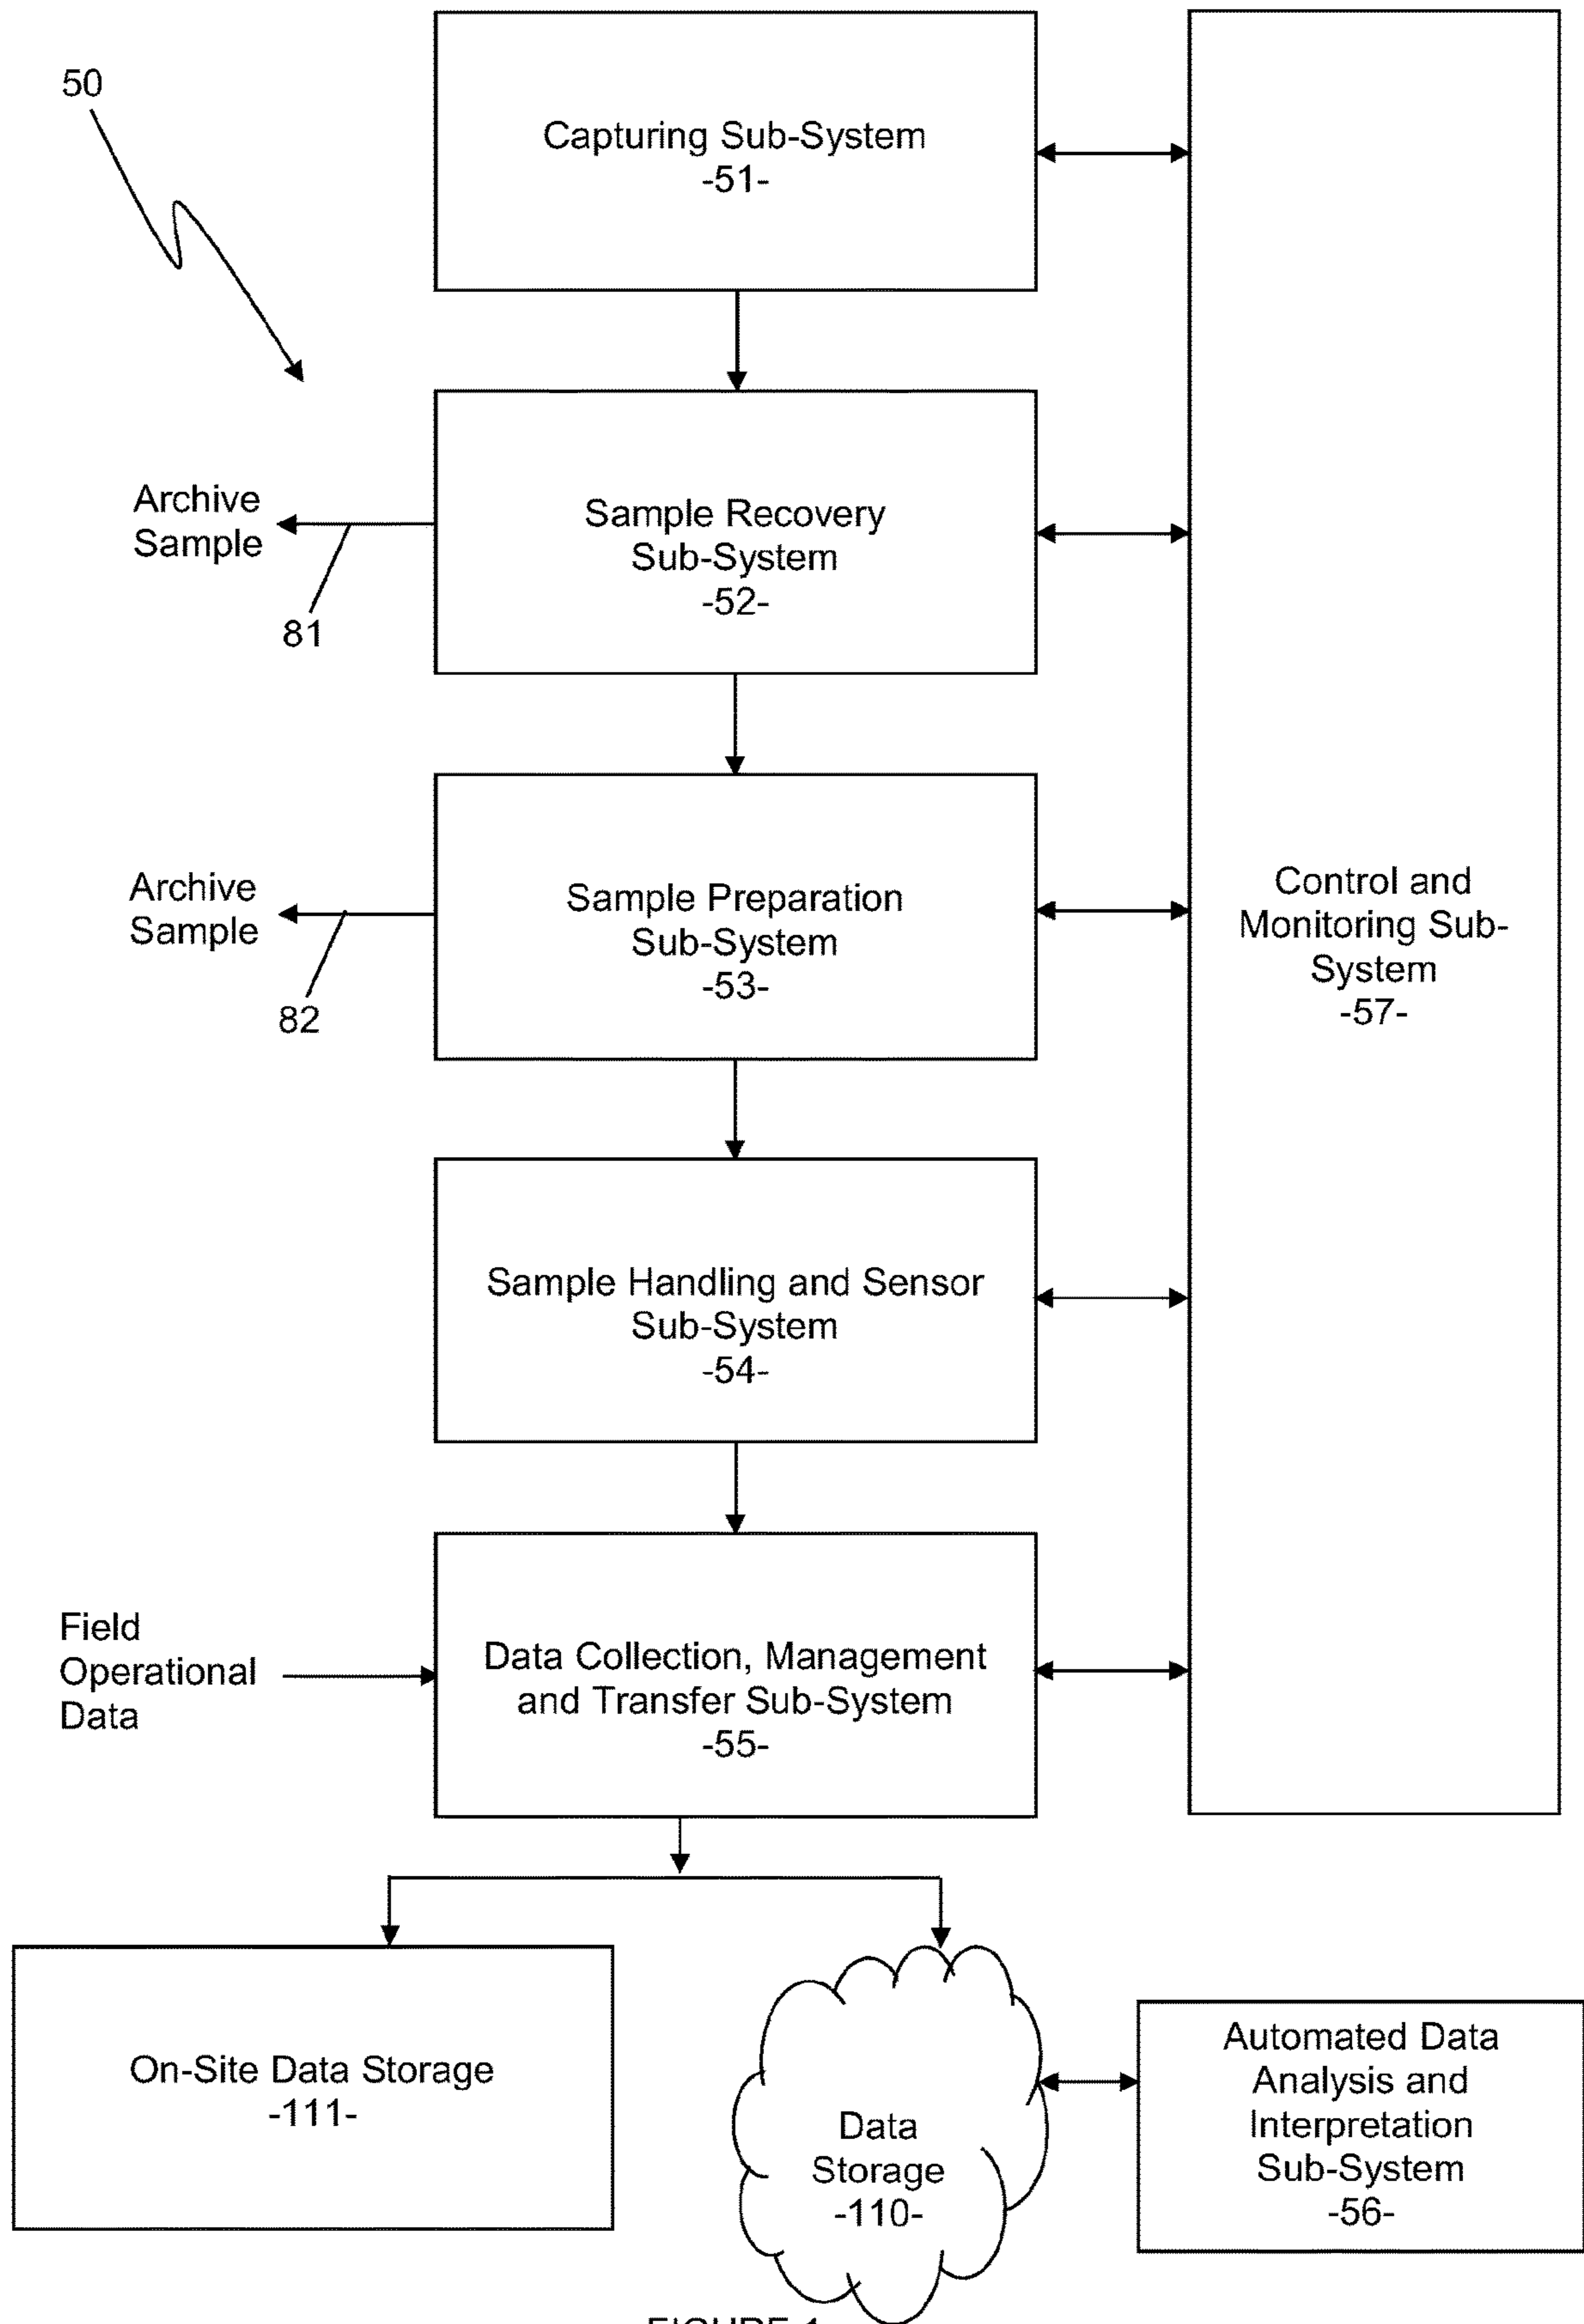 50
Capturing Sub-System
-51-
Archive
Sample
81
Sample Recovery
Sub-System
-52-
Archive
Sample
82
Sample Preparation
Sub-System
-53-
Control and
Monitoring Sub-
System
-57-
Sample Handling and Sensor
Sub-System
-54-
Field
Operational
Data
Data Collection, Management
and Transfer Sub-System
-55-
On-Site Data Storage
-111-
Data
Storage
-110-
Automated Data
Analysis and
Interpretation
Sub-System
-56-
FIGURE 1